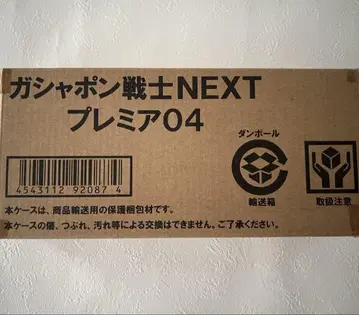 ガシャポン戦士NEXT
プレミア04
ダンボール
輸送箱
取扱注意
4543112 92087 4
本ケースは、商品輸送用の保護梱包材です。
本ケースの傷、つぶれ、汚れ等による交換はできません。ご了承ください。